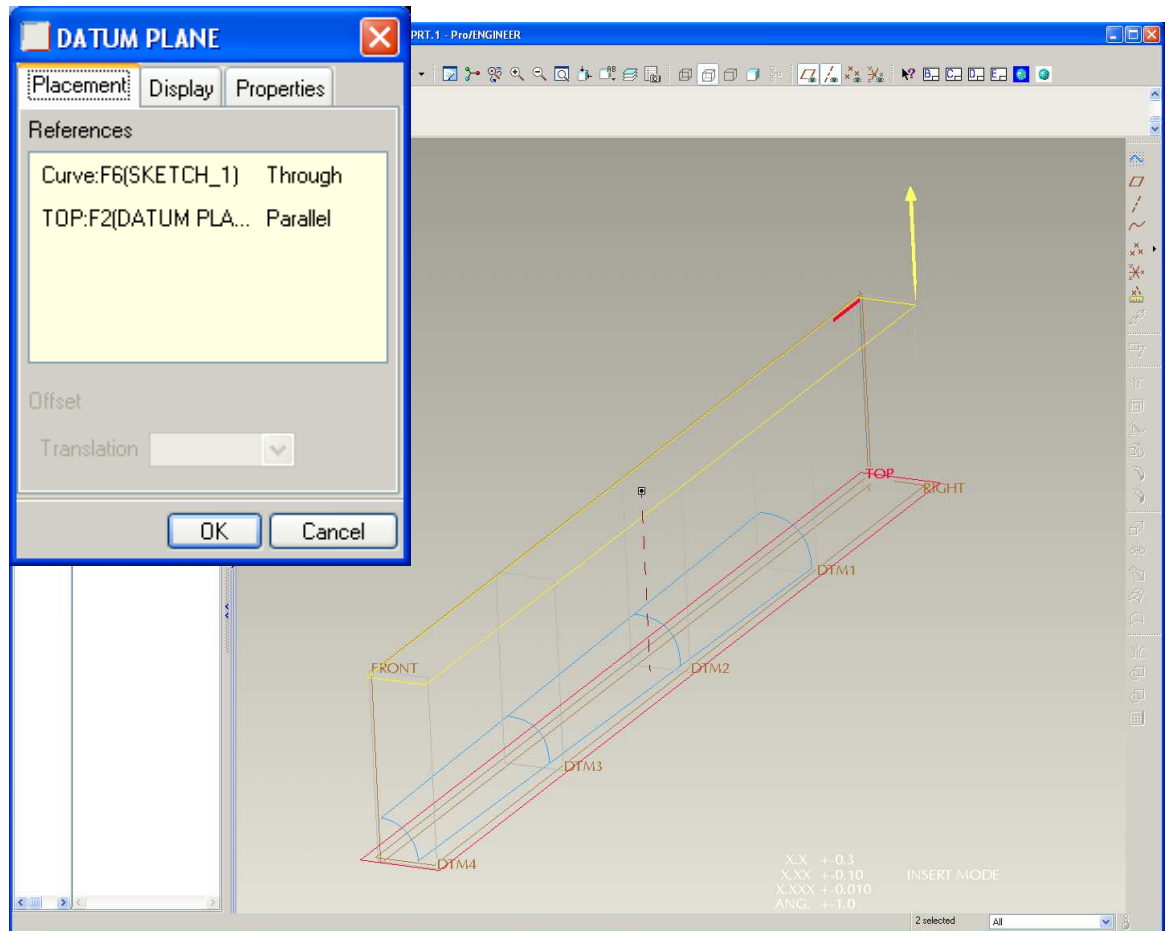 DATUM PLANE
PRT.1 - Pro/ENGINEER
Placement Display Properties
References
Curve:F6(SKETCH_1) Through
TOP:F2(DATUM PLA... Parallel
Offset
Translation
OK Cancel
TOP
RIGHT
DTM1
FRONT
DTM2
DTM3
DTM4
X.X +-0.3
X.XX +-0.10 INSERT MODE
X.XXX +-0.010
ANG. +-1.0
2 selected All